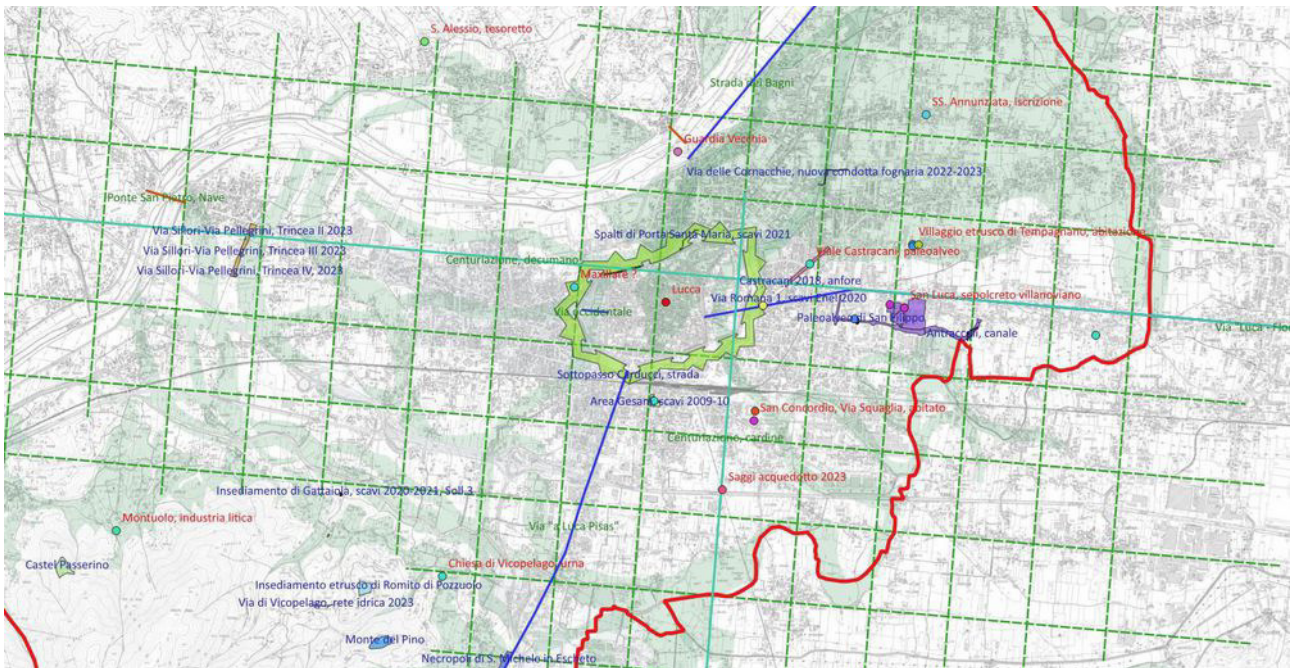 S. Alessio, tesoretto
Strada dei Bagni
SS. Annunziata, iscrizione
Guardia Vecchia
Via delle Cornacchie, nuova condotta fognaria 2022-2023
Ponte San Pietro, Nave
Via Sillori-Via Pellegrini, Trincea II 2023
Spalti di Porta Santa Maria, scavi 2021
Villaggio etrusco di Tempagnano, abitazione
Via Sillori-Via Pellegrini, Trincea III 2023
Viale Castracani paleoalveo
Centuriazione, decumano
Via Sillori-Via Pellegrini, Trincea IV, 2023
Maxillare ?
Castracani 2018, anfore
Lucca
Via Romana 1, scavi Enel 2020
San Luca, sepolcreto villanoviano
Via occidentale
Paleoalveo di San Filippo
Antraccoli, canale
Via "Luca - Flo
Sottopasso Carducci, strada
Area Gesam, scavi 2009-10
San Concordio, Via Squaglia, abitato
Centuriazione, cardine
Saggi acquedotto 2023
Insediamento di Gattaiola, scavi 2020-2021, Soll.3
Montuolo, industria litica
Via "a Luca Pisas"
Castel Passerino
Chiesa di Vicopelago, urna
Insediamento etrusco di Romito di Pozzuolo
Via di Vicopelago, rete idrica 2023
Monte del Pino
Necropoli di S. Michele in Escheto